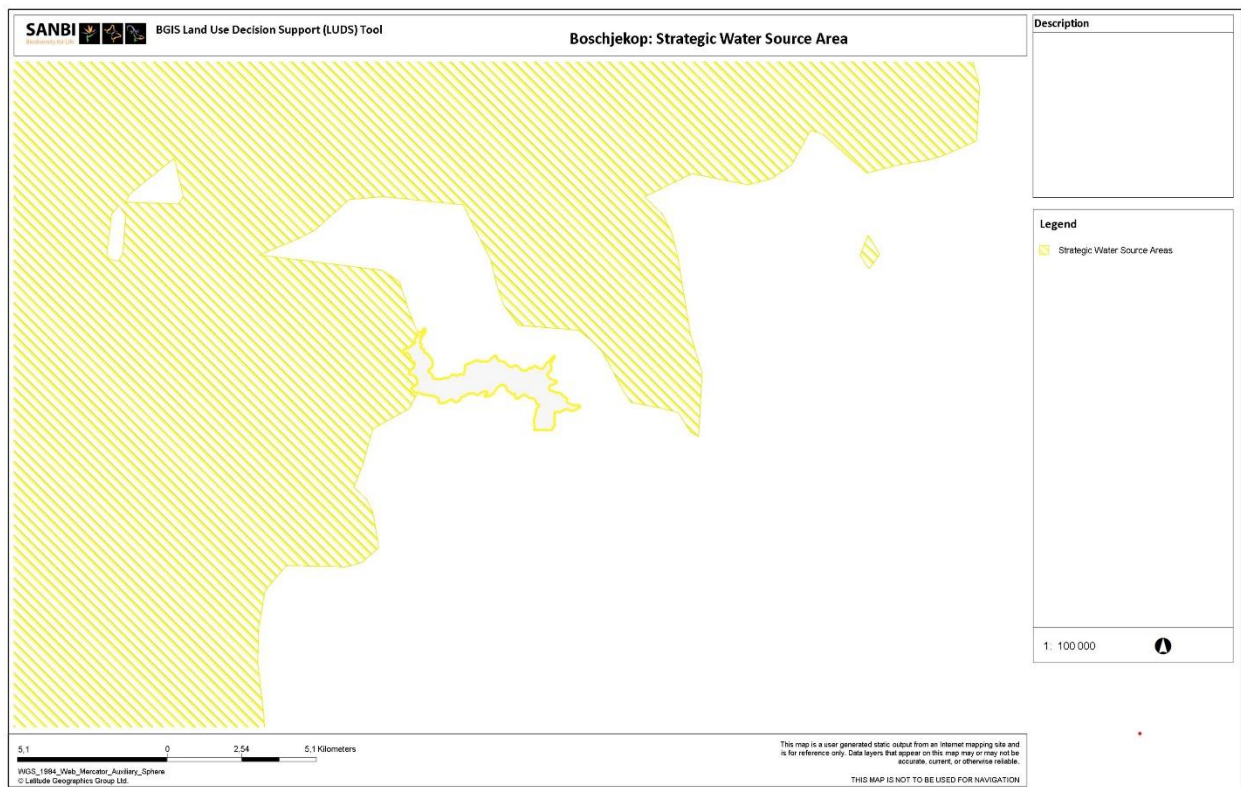 SANBI
Biodiversity for Life
BGIS Land Use Decision Support (LUDS) Tool
Boschjekop: Strategic Water Source Area
Description
Legend
Strategic Water Source Areas
1: 100 000
5,1 0 2.54 5,1 Kilometers
WGS_1984_Web_Mercator_Auxiliary_Sphere
© Latitude Geographics Group Ltd.
This map is a user generated static output from an Internet mapping site and
is for reference only. Data layers that appear on this map may or may not be
accurate, current, or otherwise reliable.
THIS MAP IS NOT TO BE USED FOR NAVIGATION